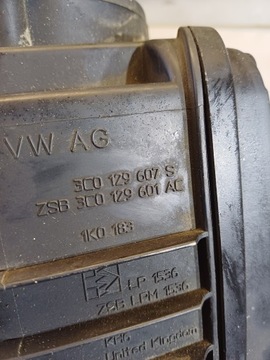 VW AG
3C0 129 607 S
ZSB 3C0 129 601 AC
1K0 183
LP 1536
ZSB LPM 1536
United Kingdom